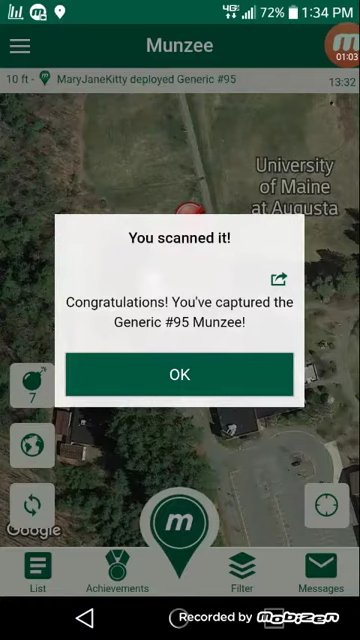 4G 72% 1:34 PM
Munzee
01:03
10 ft - MaryJaneKitty deployed Generic #95
13:32
University
of Maine
at Augusta
You scanned it!
Congratulations! You've captured the
Generic #95 Munzee!
OK
7
m
Google
List
Achievements
Filter
Messages
Recorded by mobizen